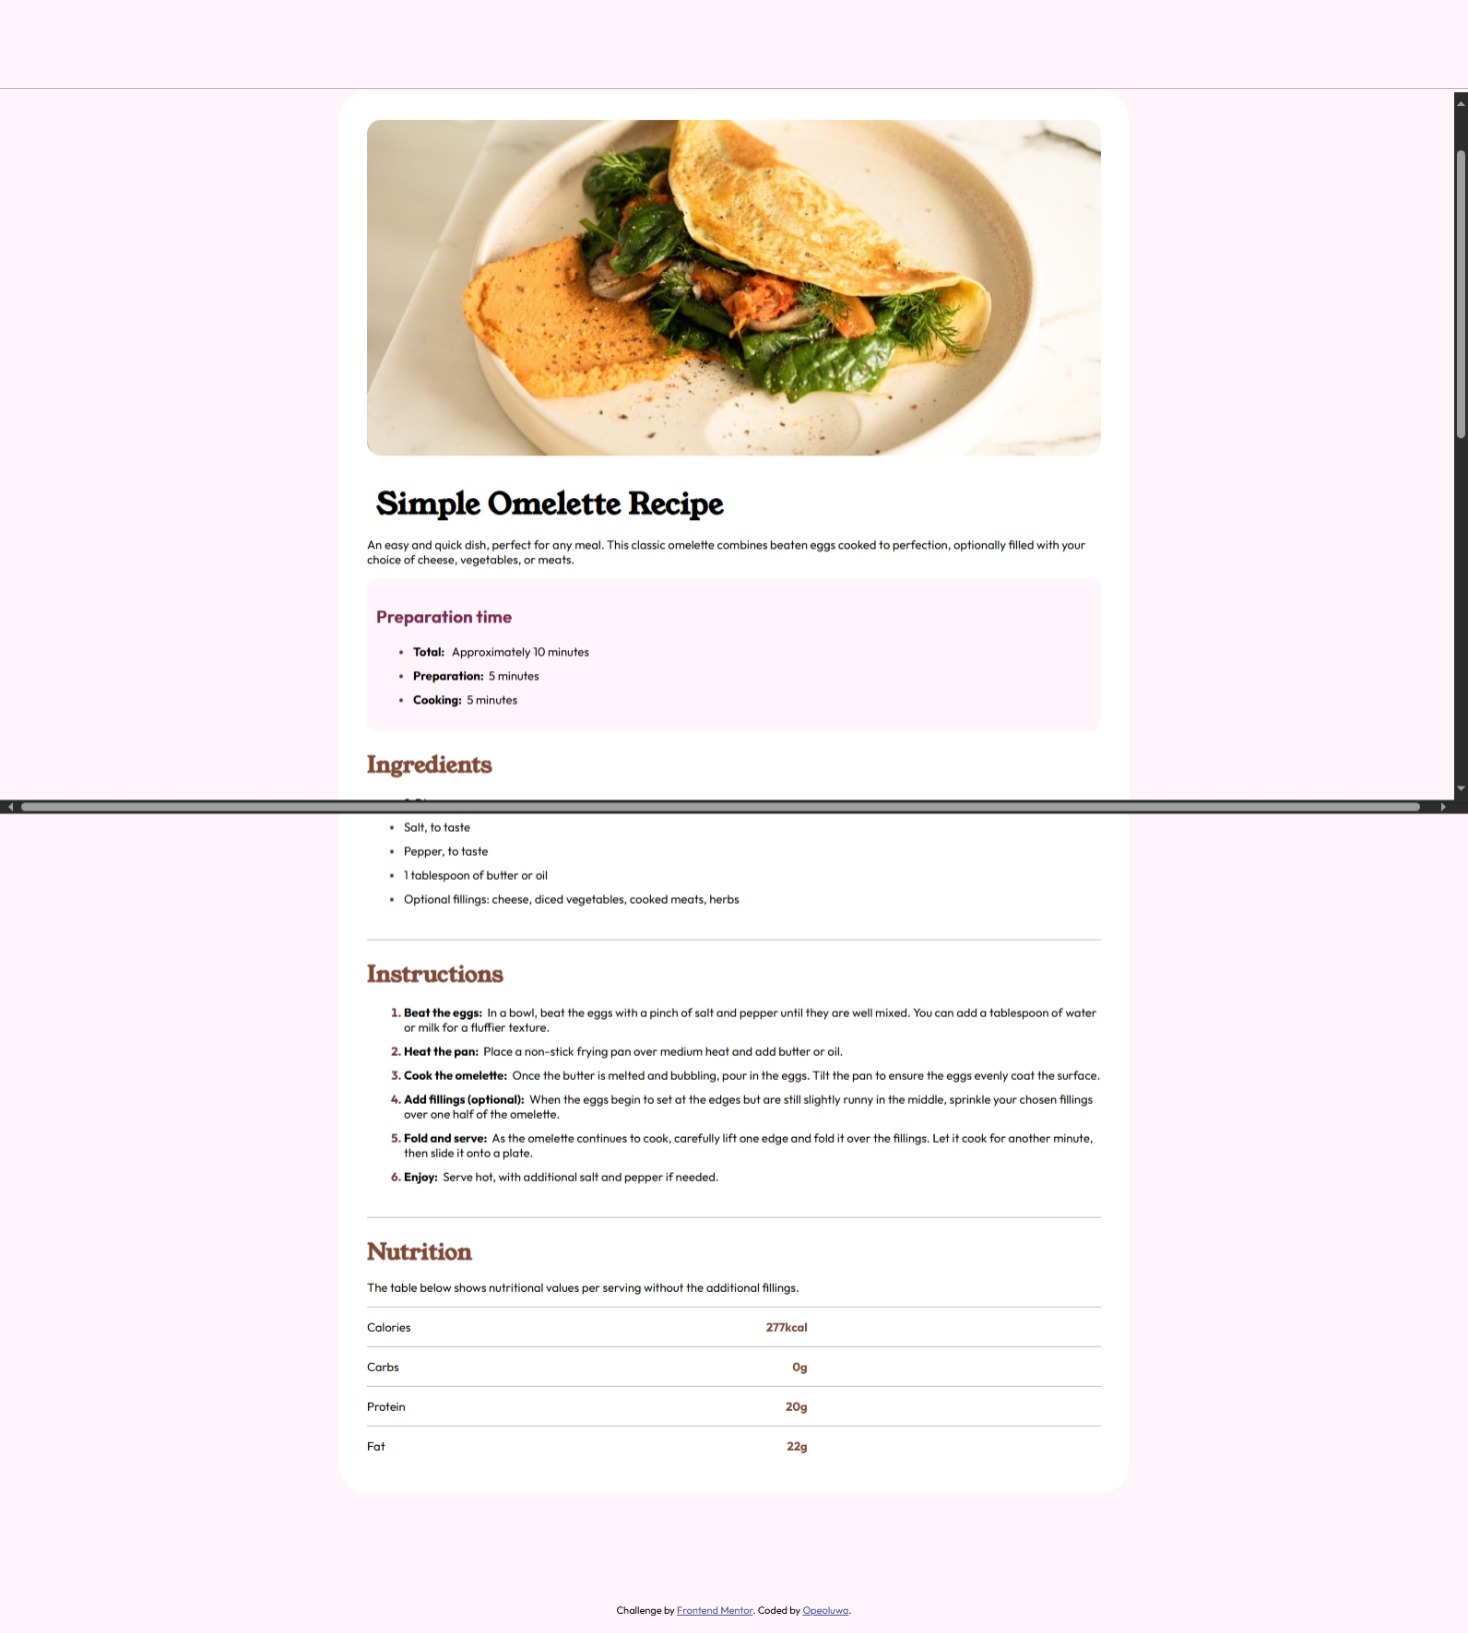 Simple Omelette Recipe
An easy and quick dish, perfect for any meal. This classic omelette combines beaten eggs cooked to perfection, optionally filled with your
choice of cheese, vegetables, or meats.
Preparation time
• Total: Approximately 10 minutes
• Preparation: 5 minutes
• Cooking: 5 minutes
Ingredients
• Salt, to taste
• Pepper, to taste
• 1 tablespoon of butter or oil
• Optional fillings: cheese, diced vegetables, cooked meats, herbs
Instructions
1. Beat the eggs: In a bowl, beat the eggs with a pinch of salt and pepper until they are well mixed. You can add a tablespoon of water
or milk for a fluffier texture.
2. Heat the pan: Place a non-stick frying pan over medium heat and add butter or oil.
3. Cook the omelette: Once the butter is melted and bubbling, pour in the eggs. Tilt the pan to ensure the eggs evenly coat the surface.
4. Add fillings (optional): When the eggs begin to set at the edges but are still slightly runny in the middle, sprinkle your chosen fillings
over one half of the omelette.
5. Fold and serve: As the omelette continues to cook, carefully lift one edge and fold it over the fillings. Let it cook for another minute,
then slide it onto a plate.
6. Enjoy: Serve hot, with additional salt and pepper if needed.
Nutrition
The table below shows nutritional values per serving without the additional fillings.
Calories 277kcal
Carbs 0g
Protein 20g
Fat 22g
Challenge by Frontend Mentor. Coded by Opeoluwa.